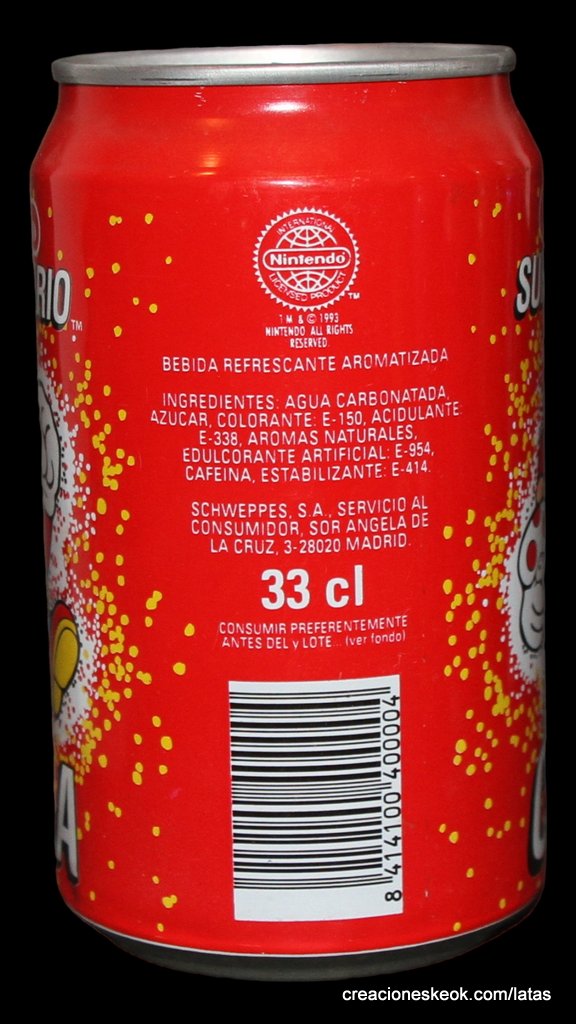 INTERNATIONAL
Nintendo
LICENSED PRODUCT
TM
RIO
TM
SU
TM & © 1993
NINTENDO ALL RIGHTS
RESERVED.
BEBIDA REFRESCANTE AROMATIZADA
INGREDIENTES: AGUA CARBONATADA,
AZUCAR, COLORANTE: E-150, ACIDULANTE:
E-338, AROMAS NATURALES,
EDULCORANTE ARTIFICIAL: E-954,
CAFEINA, ESTABILIZANTE: E-414.
SCHWEPPES, S.A., SERVICIO AL
CONSUMIDOR, SOR ANGELA DE
LA CRUZ, 3-28020 MADRID.
33 cl
CONSUMIR PREFERENTEMENTE
ANTES DEL y LOTE... (ver fondo)
8 414100 400004
A
creacioneskeok.com/latas